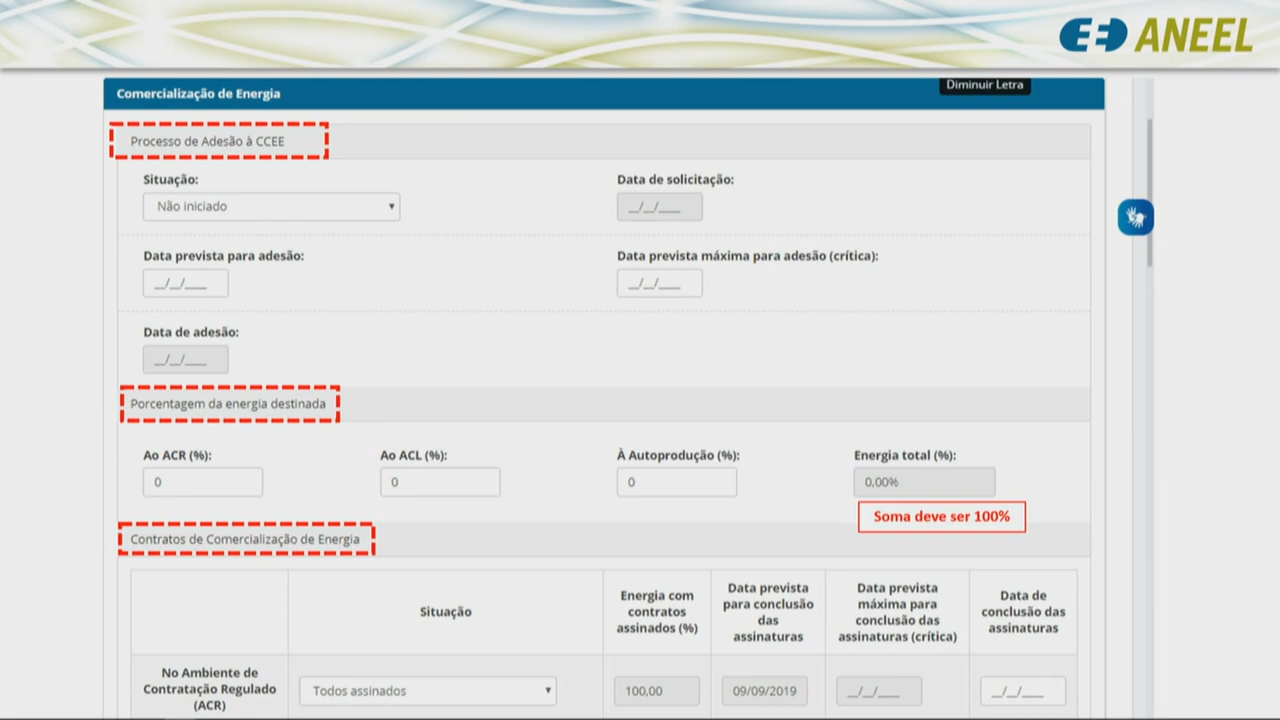 ANEEL
Diminuir Letra
Comercialização de Energia
Processo de Adesão à CCEE
Situação:
Data de solicitação:
Não iniciado
__/__/____
Data prevista para adesão:
Data prevista máxima para adesão (crítica):
__/__/____
__/__/____
Data de adesão:
__/__/____
Porcentagem da energia destinada
Ao ACR (%):
Ao ACL (%):
À Autoprodução (%):
Energia total (%):
0
0
0
0,00%
Soma deve ser 100%
Contratos de Comercialização de Energia
Situação
Energia com
contratos
assinados (%)
Data prevista
para conclusão
das
assinaturas
Data prevista
máxima para
conclusão das
assinaturas (crítica)
Data de
conclusão das
assinaturas
No Ambiente de
Contratação Regulado
(ACR)
Todos assinados
100,00
09/09/2019
__/__/____
__/__/____